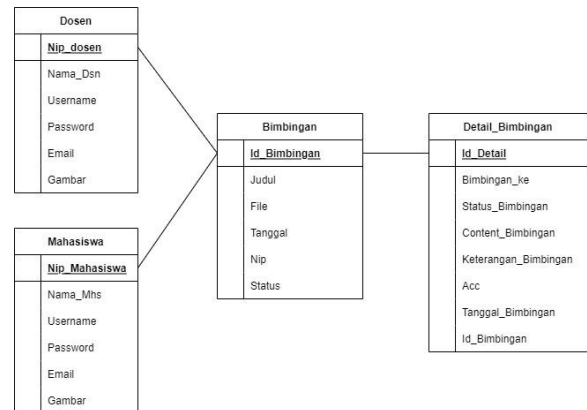 Dosen
Nip_dosen
Nama_Dsn
Username
Password
Email
Gambar
Mahasiswa
Nip_Mahasiswa
Nama_Mhs
Username
Password
Email
Gambar
Bimbingan
Id_Bimbingan
Judul
File
Tanggal
Nip
Status
Detail_Bimbingan
Id_Detail
Bimbingan_ke
Status_Bimbingan
Content_Bimbingan
Keterangan_Bimbingan
Acc
Tanggal_Bimbingan
Id_Bimbingan